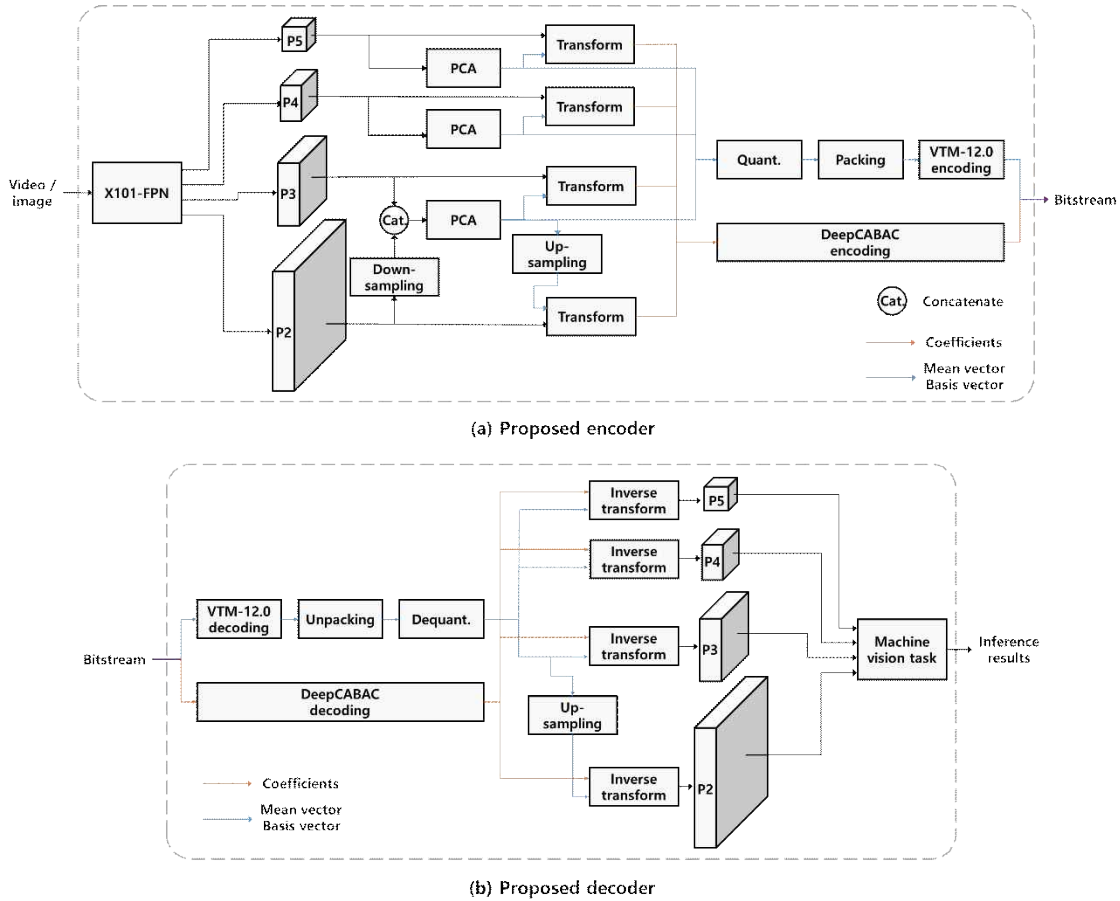 P5
Transform
PCA
P4
Transform
PCA
Video /
image
X101-FPN
P3
Transform
Cat.
PCA
Quant.
Packing
VTM-12.0
encoding
Bitstream
Up-
sampling
DeepCABAC
encoding
Down-
sampling
P2
Transform
Cat.
Concatenate
Coefficients
Mean vector
Basis vector
(a) Proposed encoder
Inverse
transform
P5
Inverse
transform
P4
Bitstream
VTM-12.0
decoding
Unpacking
Dequant.
Inverse
transform
P3
Machine
vision task
Inference
results
DeepCABAC
decoding
Up-
sampling
Inverse
transform
P2
Coefficients
Mean vector
Basis vector
(b) Proposed decoder